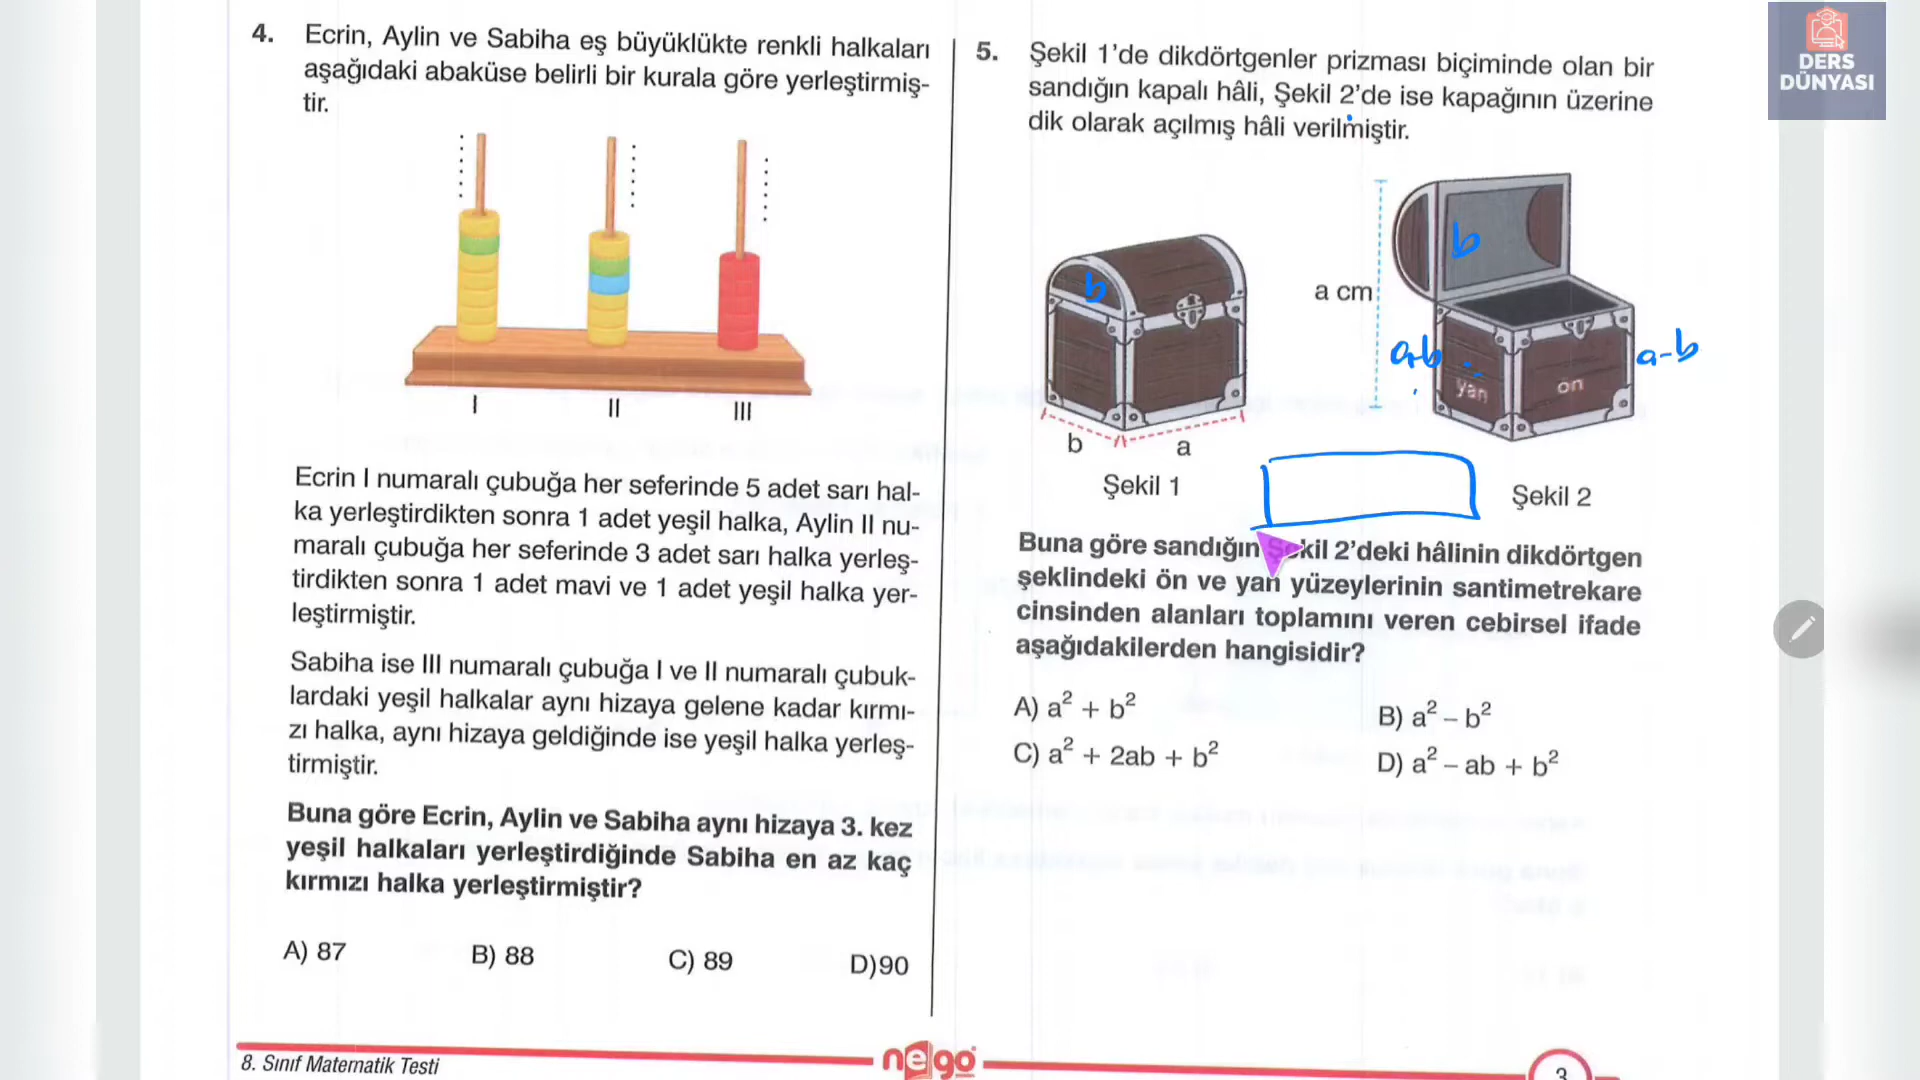 DERS
DÜNYASI
4. Ecrin, Aylin ve Sabiha eş büyüklükte renkli halkaları
aşağıdaki abaküse belirli bir kurala göre yerleştirmiş-
tir.
I II III
Ecrin I numaralı çubuğa her seferinde 5 adet sarı hal-
ka yerleştirdikten sonra 1 adet yeşil halka, Aylin II nu-
maralı çubuğa her seferinde 3 adet sarı halka yerleş-
tirdikten sonra 1 adet mavi ve 1 adet yeşil halka yer-
leştirmiştir.
Sabiha ise III numaralı çubuğa I ve II numaralı çubuk-
lardaki yeşil halkalar aynı hizaya gelene kadar kırmı-
zı halka, aynı hizaya geldiğinde ise yeşil halka yerleş-
tirmiştir.
Buna göre Ecrin, Aylin ve Sabiha aynı hizaya 3. kez
yeşil halkaları yerleştirdiğinde Sabiha en az kaç
kırmızı halka yerleştirmiştir?
A) 87 B) 88 C) 89 D)90
5. Şekil 1’de dikdörtgenler prizması biçiminde olan bir
sandığın kapalı hâli, Şekil 2’de ise kapağının üzerine
dik olarak açılmış hâli verilmiştir.
b
b
a cm
a-b
a-b
yan
ön
b
a
Şekil 1
Şekil 2
Buna göre sandığın Şekil 2’deki hâlinin dikdörtgen
şeklindeki ön ve yan yüzeylerinin santimetrekare
cinsinden alanları toplamını veren cebirsel ifade
aşağıdakilerden hangisidir?
A) a² + b² B) a² – b²
C) a² + 2ab + b² D) a² – ab + b²
8. Sınıf Matematik Testi
nego
3